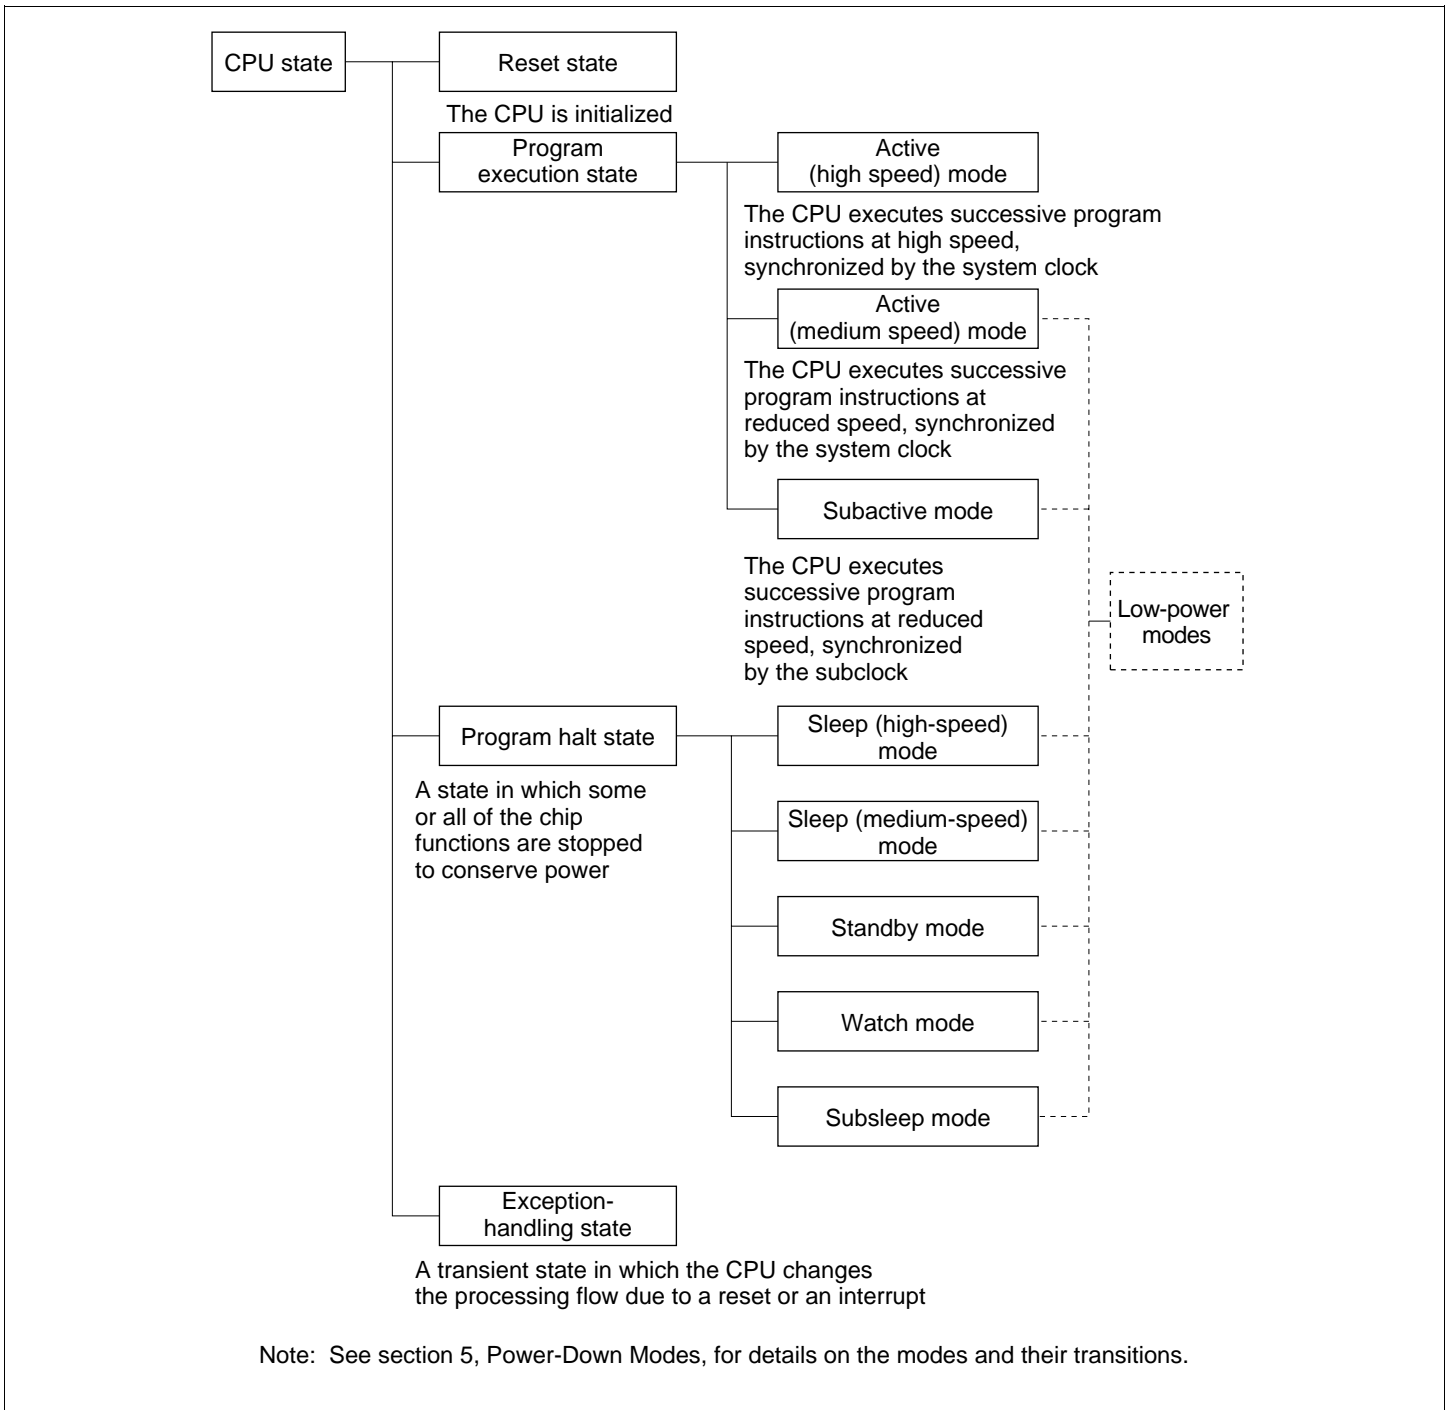 CPU state
Reset state
The CPU is initialized
Program
execution state
Active
(high speed) mode
The CPU executes successive program
instructions at high speed,
synchronized by the system clock
Active
(medium speed) mode
The CPU executes successive
program instructions at
reduced speed, synchronized
by the system clock
Subactive mode
The CPU executes
successive program
instructions at reduced
speed, synchronized
by the subclock
Low-power
modes
Program halt state
A state in which some
or all of the chip
functions are stopped
to conserve power
Sleep (high-speed)
mode
Sleep (medium-speed)
mode
Standby mode
Watch mode
Subsleep mode
Exception-
handling state
A transient state in which the CPU changes
the processing flow due to a reset or an interrupt
Note: See section 5, Power-Down Modes, for details on the modes and their transitions.